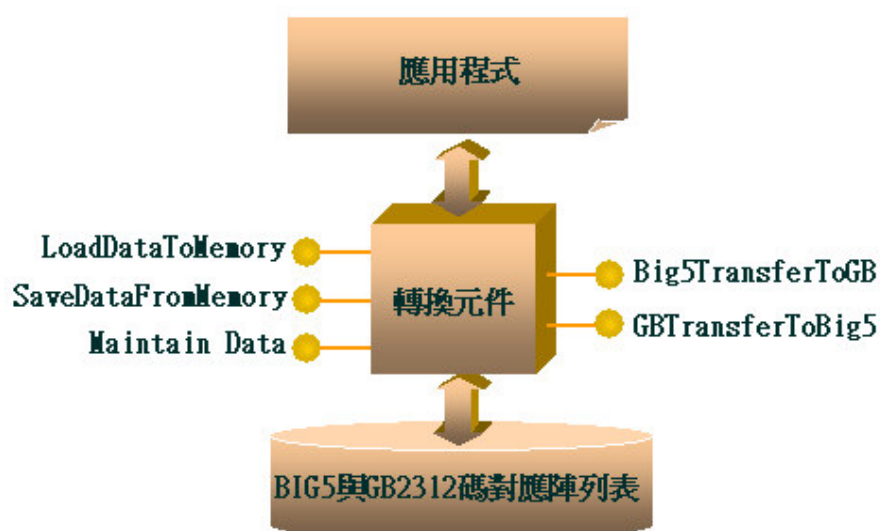 應用程式
LoadDataToMemory
SaveDataFromMemory
Maintain Data
轉換元件
Big5TransferToGB
GBTransferToBig5
BIG5與GB2312碼對應陣列表